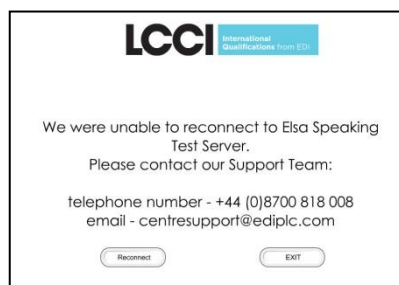 LCCI
International
Qualifications from EDI
We were unable to reconnect to Elsa Speaking
Test Server.
Please contact our Support Team:
telephone number - +44 (0)8700 818 008
email - centresupport@ediplc.com
Reconnect EXIT